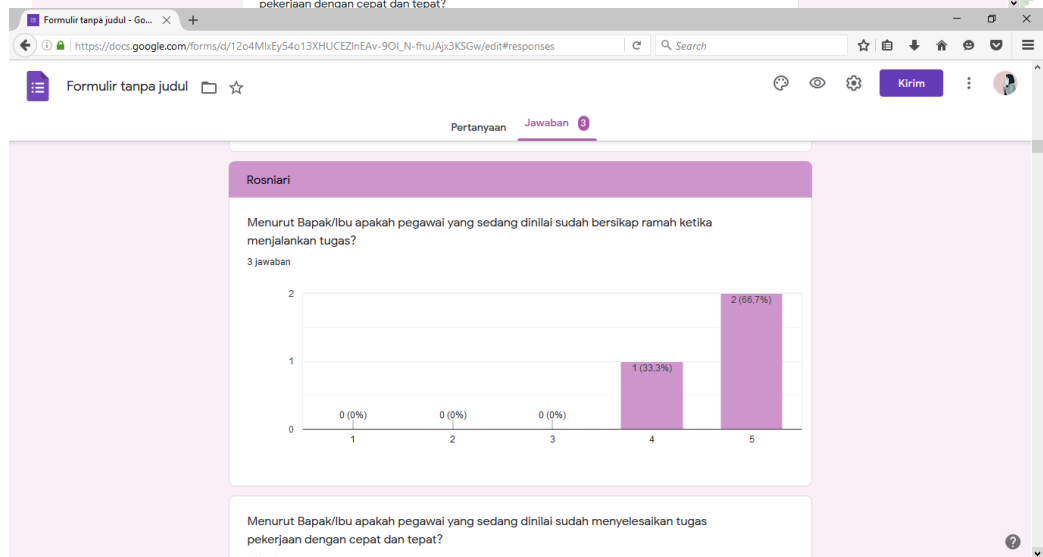 pekerjaan dengan cepat dan tepat?
Formulir tanpa judul - Go...
https://docs.google.com/forms/d/12o4MlxEy54o13XHUCEZlnEAv-9OI_N-fhuJAjx3KSGw/edit#responses
Search
Formulir tanpa judul
Kirim
Pertanyaan
Jawaban 3
Rosniari
Menurut Bapak/Ibu apakah pegawai yang sedang dinilai sudah bersikap ramah ketika
menjalankan tugas?
3 jawaban
2
1
0
0 (0%)
0 (0%)
0 (0%)
1 (33,3%)
2 (66,7%)
1
2
3
4
5
Menurut Bapak/Ibu apakah pegawai yang sedang dinilai sudah menyelesaikan tugas
pekerjaan dengan cepat dan tepat?